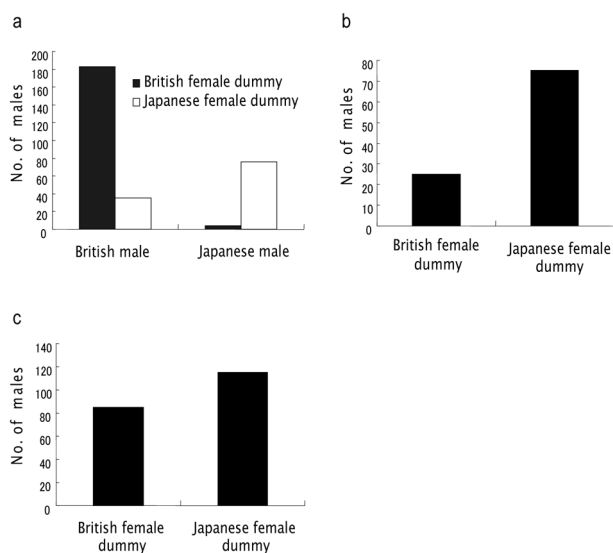 a
No. of males
200
180
160
140
120
100
80
60
40
20
0
British female dummy
Japanese female dummy
British male
Japanese male
b
No. of males
80
70
60
50
40
30
20
10
0
British female
dummy
Japanese female
dummy
c
No. of males
140
120
100
80
60
40
20
0
British female
dummy
Japanese female
dummy